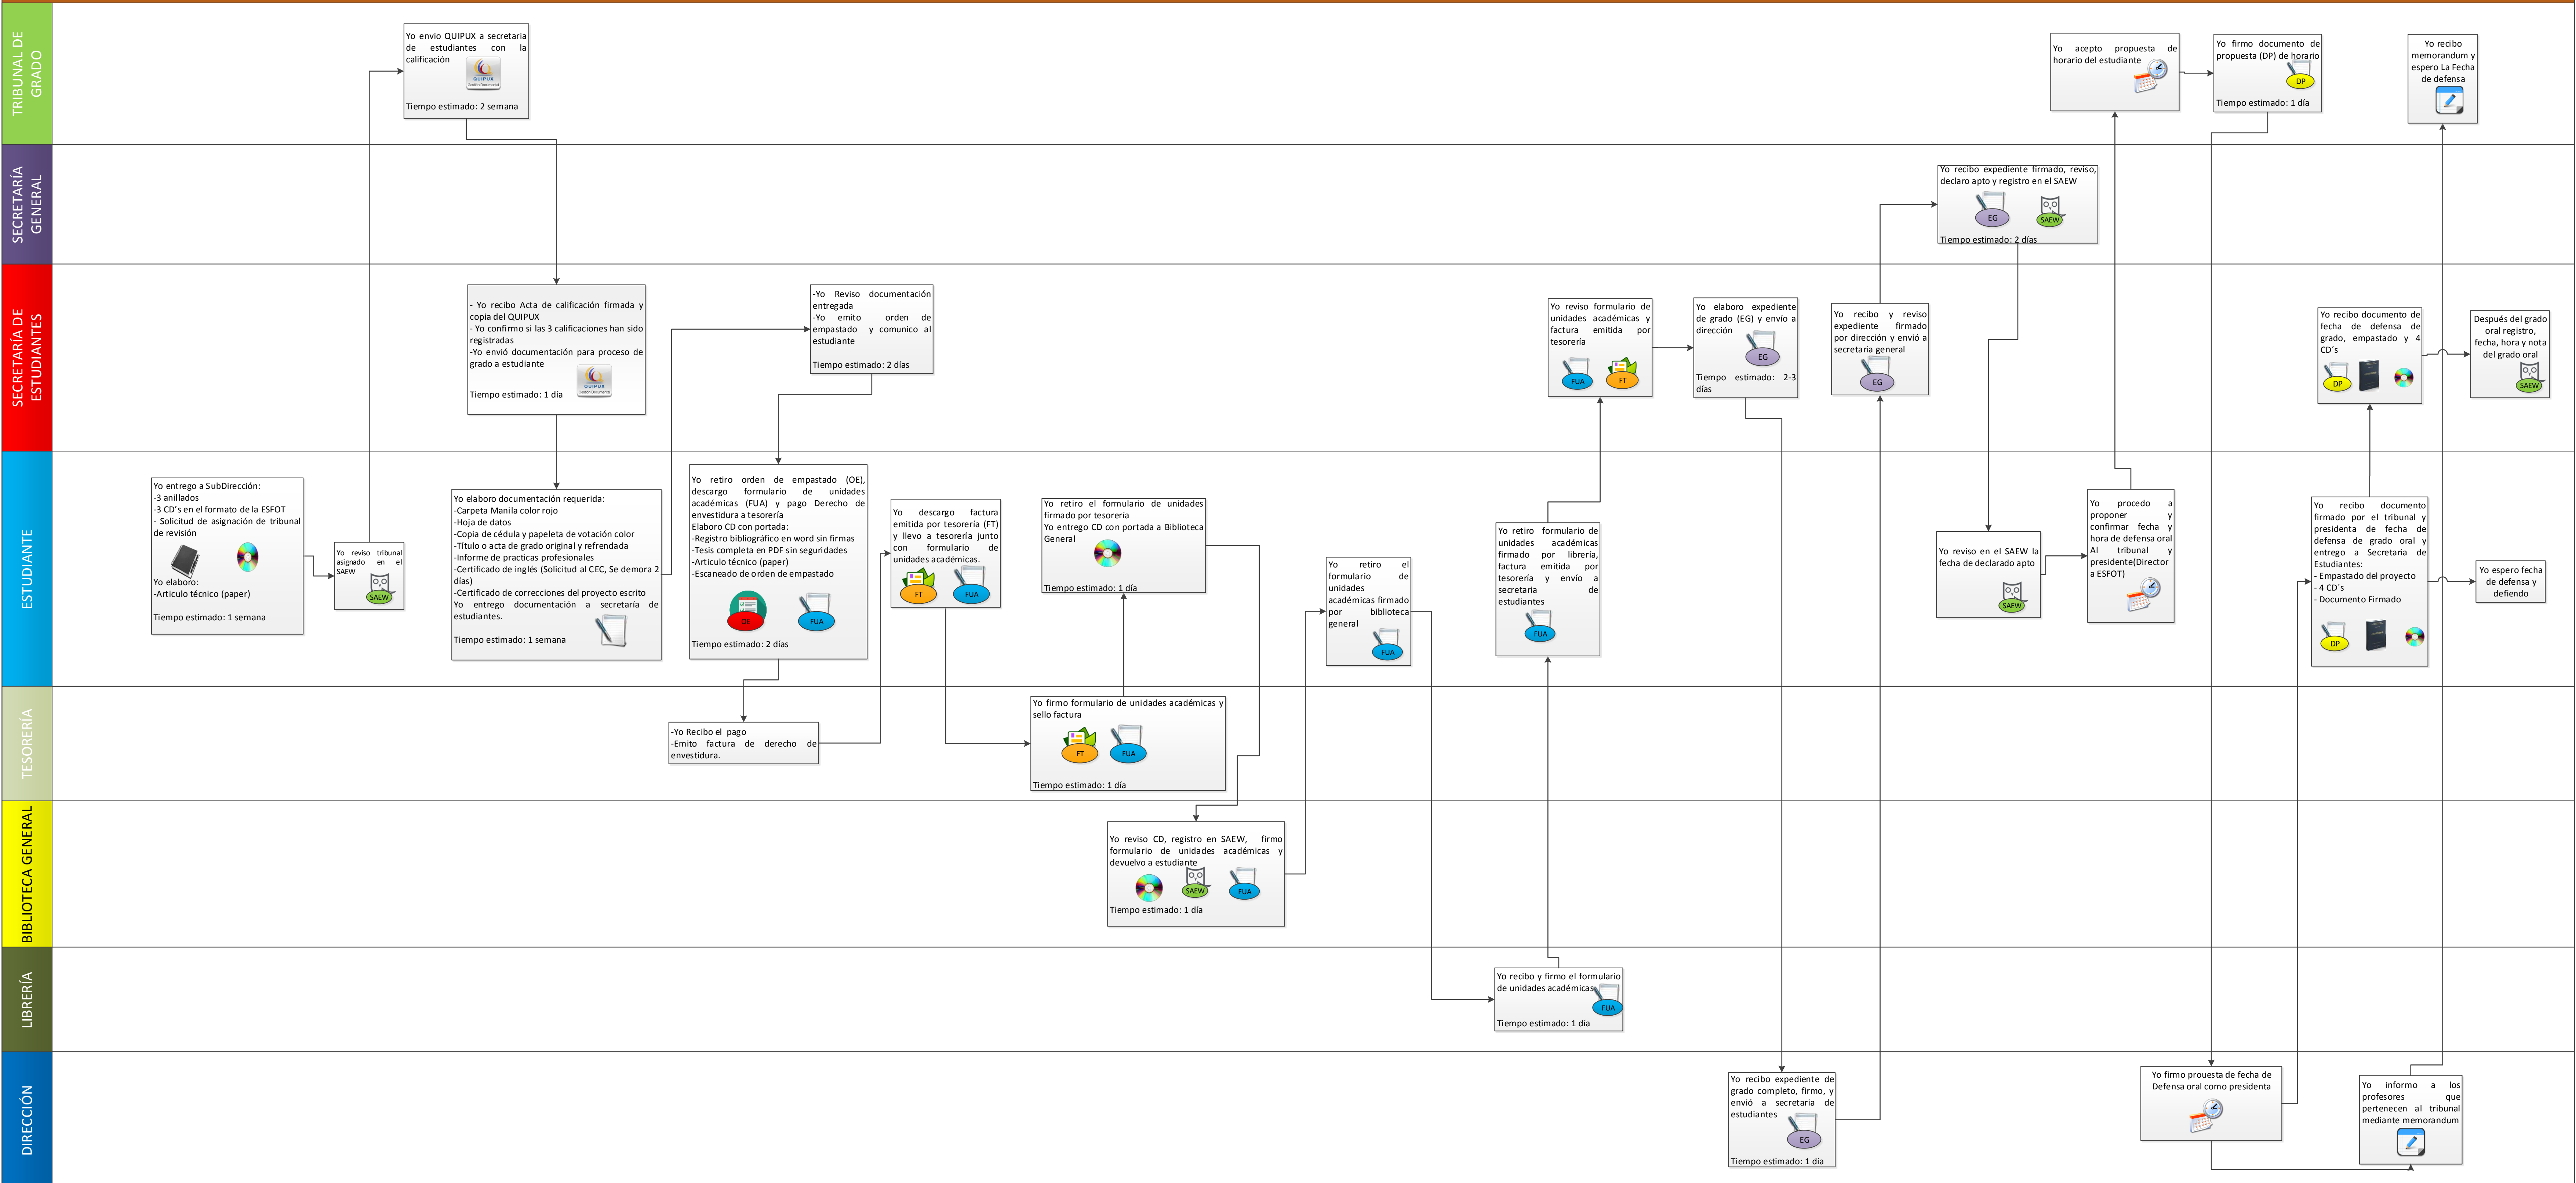 TRIBUNAL DE
GRADO
Yo envio QUIPUX a secretaria
de estudiantes con la
calificación
QUIPUX
Gestión Documental
Tiempo estimado: 2 semana
Yo acepto propuesta de
horario del estudiante
Yo firmo documento de
propuesta (DP) de horario
DP
Tiempo estimado: 1 día
Yo recibo
memorandum y
espero La Fecha
de defensa
SECRETARÍA
GENERAL
Yo recibo expediente firmado, reviso,
declaro apto y registro en el SAEW
EG
SAEW
Tiempo estimado: 2 días
SECRETARÍA DE
ESTUDIANTES
- Yo recibo Acta de calificación firmada y
copia del QUIPUX
- Yo confirmo si las 3 calificaciones han sido
registradas
-Yo envió documentación para proceso de
grado a estudiante
QUIPUX
Gestión Documental
Tiempo estimado: 1 día
-Yo Reviso documentación
entregada
-Yo emito orden de
empastado y comunico al
estudiante
Tiempo estimado: 2 días
Yo reviso formulario de
unidades académicas y
factura emitida por
tesorería
FUA
FT
Yo elaboro expediente
de grado (EG) y envío a
dirección
EG
Tiempo estimado: 2-3
días
Yo recibo y reviso
expediente firmado
por dirección y envió a
secretaria general
EG
Yo recibo documento de
fecha de defensa de
grado, empastado y 4
CD´s
DP
Después del grado
oral registro,
fecha, hora y nota
del grado oral
SAEW
ESTUDIANTE
Yo entrego a SubDirección:
-3 anillados
-3 CD's en el formato de la ESFOT
- Solicitud de asignación de tribunal
de revisión
Yo elaboro:
-Articulo técnico (paper)
Tiempo estimado: 1 semana
Yo reviso tribunal
asignado en el
SAEW
SAEW
Yo elaboro documentación requerida:
-Carpeta Manila color rojo
-Hoja de datos
-Copia de cédula y papeleta de votación color
-Título o acta de grado original y refrendada
-Informe de practicas profesionales
-Certificado de inglés (Solicitud al CEC, Se demora 2
días)
-Certificado de correcciones del proyecto escrito
Yo entrego documentación a secretaría de
estudiantes.
Tiempo estimado: 1 semana
Yo retiro orden de empastado (OE),
descargo formulario de unidades
académicas (FUA) y pago Derecho de
envestidura a tesorería
Elaboro CD con portada:
-Registro bibliográfico en word sin firmas
-Tesis completa en PDF sin seguridades
-Articulo técnico (paper)
-Escaneado de orden de empastado
OE
FUA
Tiempo estimado: 2 días
Yo descargo factura
emitida por tesorería (FT)
y llevo a tesorería junto
con formulario de
unidades académicas.
FT
FUA
Yo retiro el formulario de unidades
firmado por tesorería
Yo entrego CD con portada a Biblioteca
General
Tiempo estimado: 1 día
Yo retiro el
formulario de
unidades
académicas firmado
por biblioteca
general
FUA
Yo retiro formulario de
unidades académicas
firmado por librería,
factura emitida por
tesorería y envío a
secretaria de
estudiantes
FUA
Yo reviso en el SAEW la
fecha de declarado apto
SAEW
Yo procedo a
proponer y
confirmar fecha y
hora de defensa oral
Al tribunal y
presidente(Director
a ESFOT)
Yo recibo documento
firmado por el tribunal y
presidenta de fecha de
defensa de grado oral y
entrego a Secretaria de
Estudiantes:
- Empastado del proyecto
- 4 CD´s
- Documento Firmado
DP
Yo espero fecha
de defensa y
defiendo
TESORERÍA
-Yo Recibo el pago
-Emito factura de derecho de
envestidura.
Yo firmo formulario de unidades académicas y
sello factura
FT
FUA
Tiempo estimado: 1 día
BIBLIOTECA GENERAL
Yo reviso CD, registro en SAEW, firmo
formulario de unidades académicas y
devuelvo a estudiante
SAEW
FUA
Tiempo estimado: 1 día
LIBRERÍA
Yo recibo y firmo el formulario
de unidades académicas
FUA
Tiempo estimado: 1 día
DIRECCIÓN
Yo recibo expediente de
grado completo, firmo, y
envió a secretaria de
estudiantes
EG
Tiempo estimado: 1 día
Yo firmo prouesta de fecha de
Defensa oral como presidenta
Yo informo a los
profesores que
pertenecen al tribunal
mediante memorandum